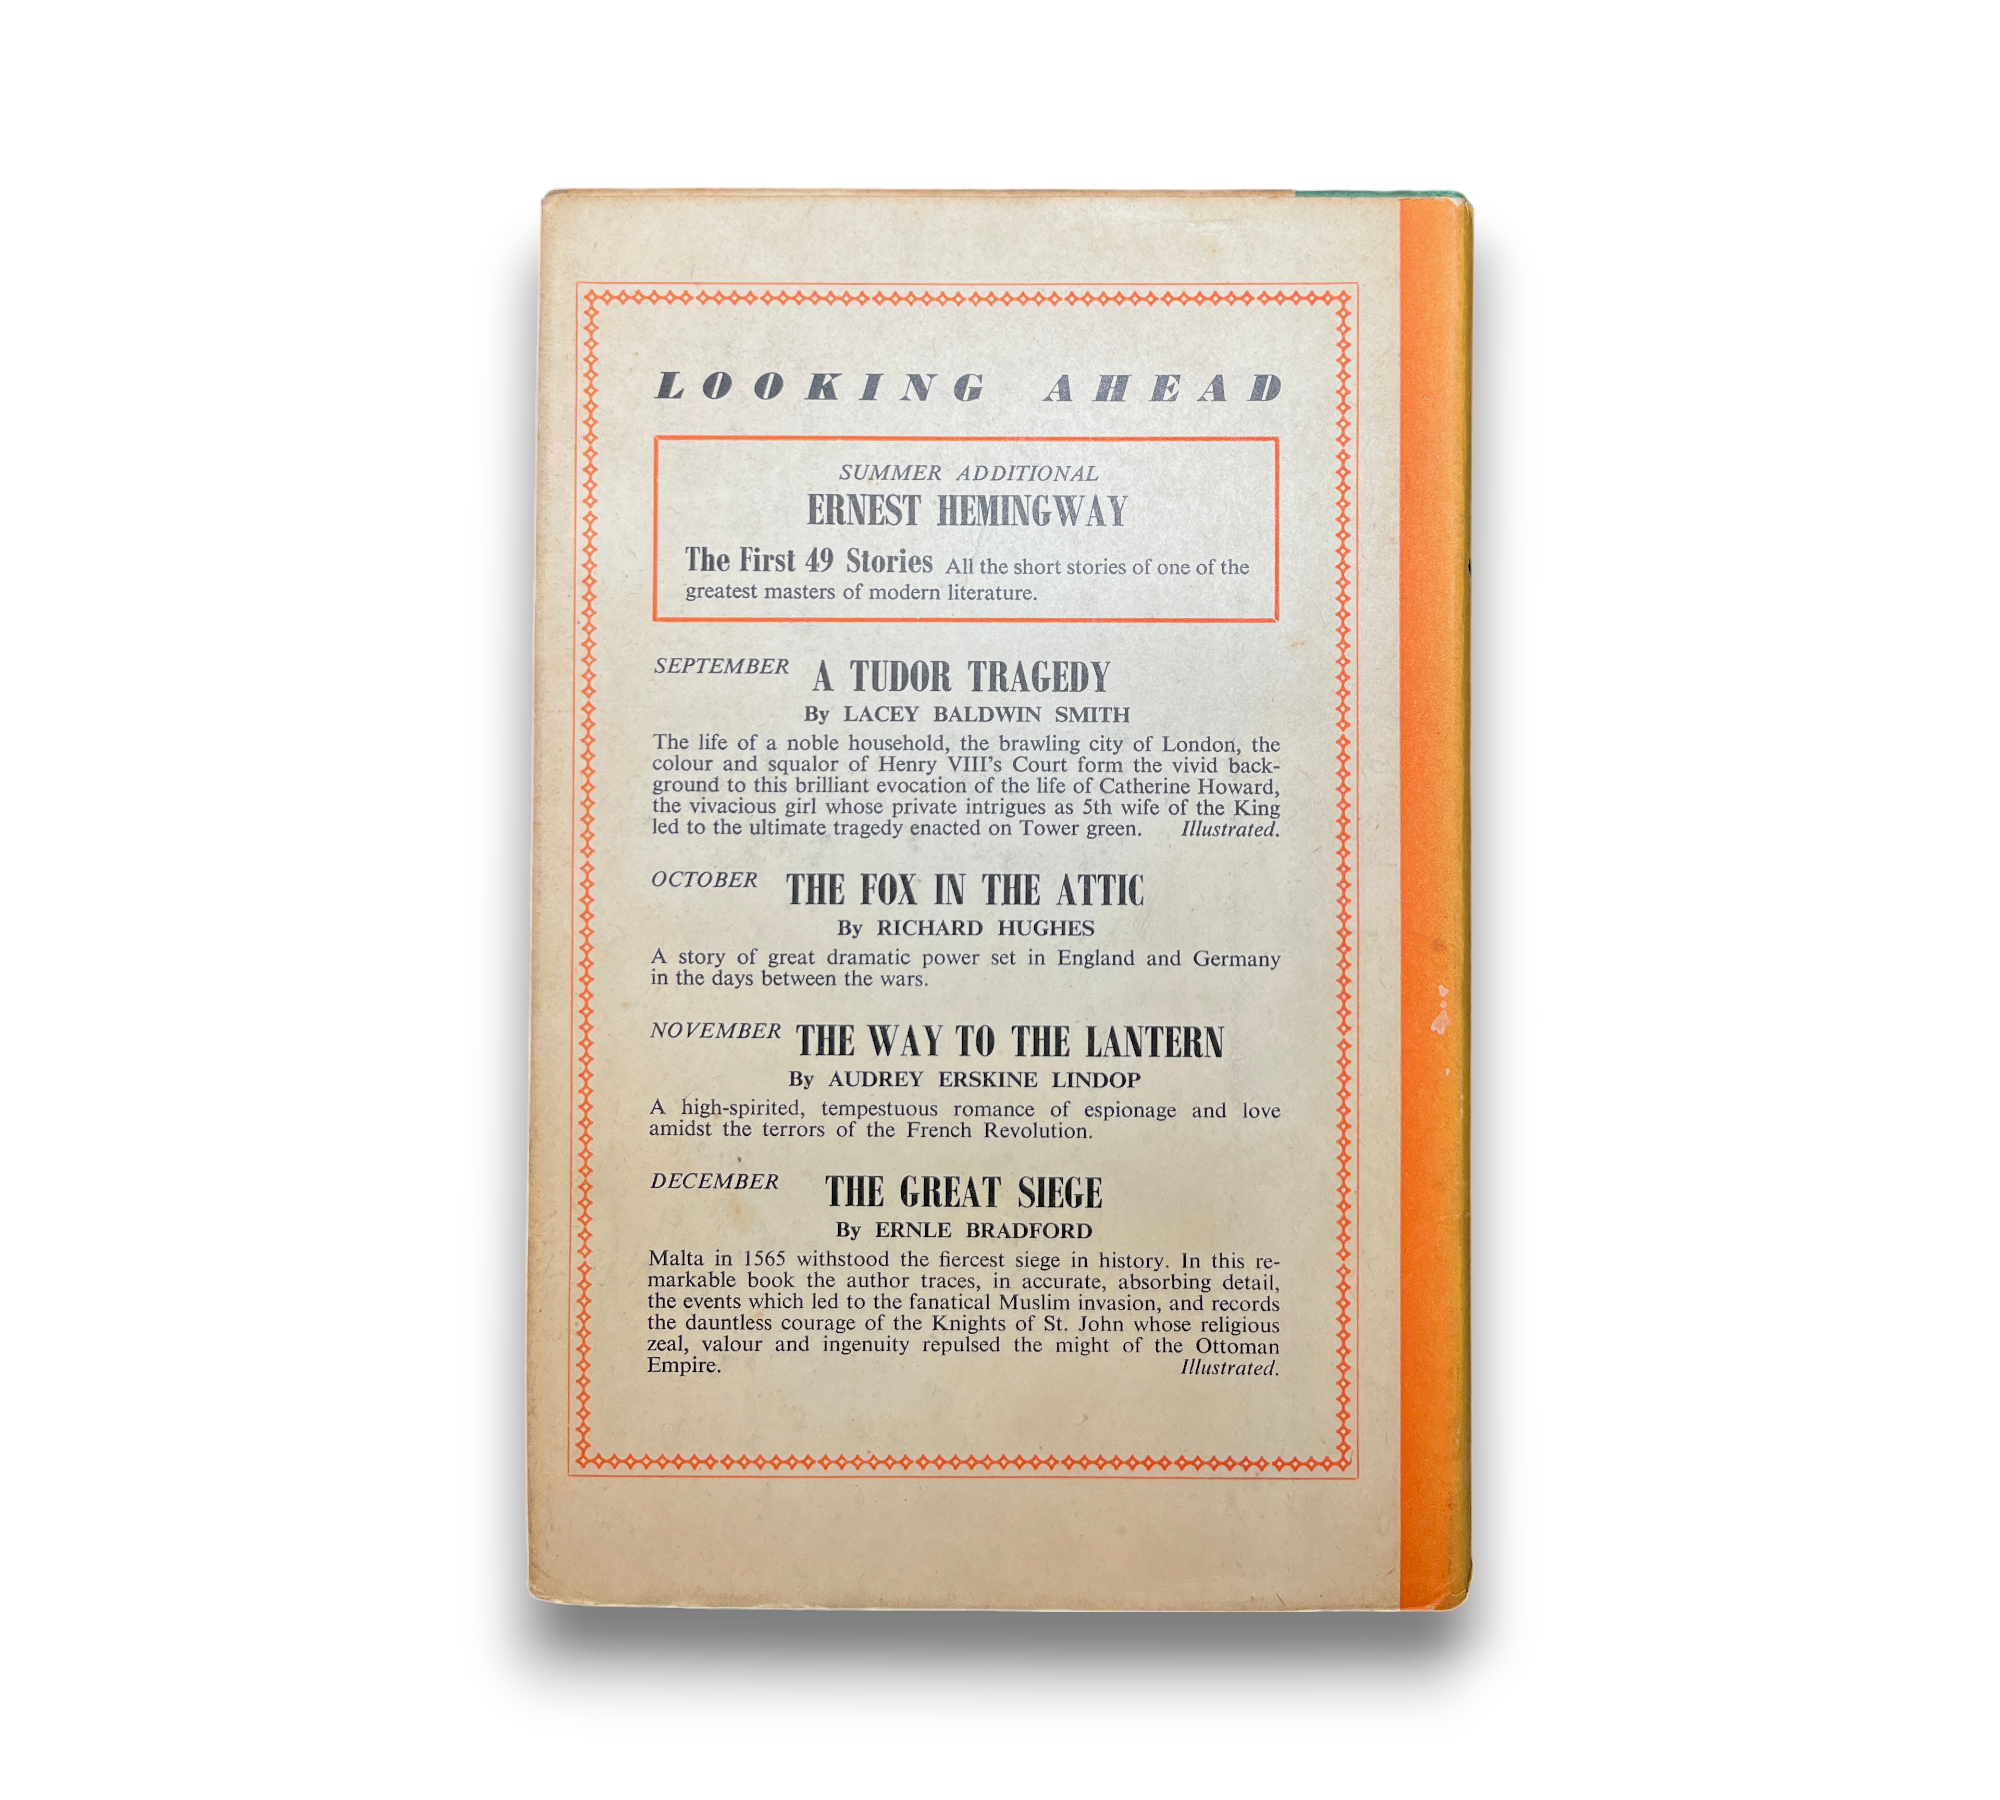 LOOKING AHEAD
SUMMER ADDITIONAL
ERNEST HEMINGWAY
The First 49 Stories All the short stories of one of the
greatest masters of modern literature.
SEPTEMBER A TUDOR TRAGEDY
By LACEY BALDWIN SMITH
The life of a noble household, the brawling city of London, the
colour and squalor of Henry VIII's Court form the vivid back-
ground to this brilliant evocation of the life of Catherine Howard,
the vivacious girl whose private intrigues as 5th wife of the King
led to the ultimate tragedy enacted on Tower green. Illustrated.
OCTOBER THE FOX IN THE ATTIC
By RICHARD HUGHES
A story of great dramatic power set in England and Germany
in the days between the wars.
NOVEMBER THE WAY TO THE LANTERN
By AUDREY ERSKINE LINDOP
A high-spirited, tempestuous romance of espionage and love
amidst the terrors of the French Revolution.
DECEMBER THE GREAT SIEGE
By ERNLE BRADFORD
Malta in 1565 withstood the fiercest siege in history. In this re-
markable book the author traces, in accurate, absorbing detail,
the events which led to the fanatical Muslim invasion, and records
the dauntless courage of the Knights of St. John whose religious
zeal, valour and ingenuity repulsed the might of the Ottoman
Empire. Illustrated.